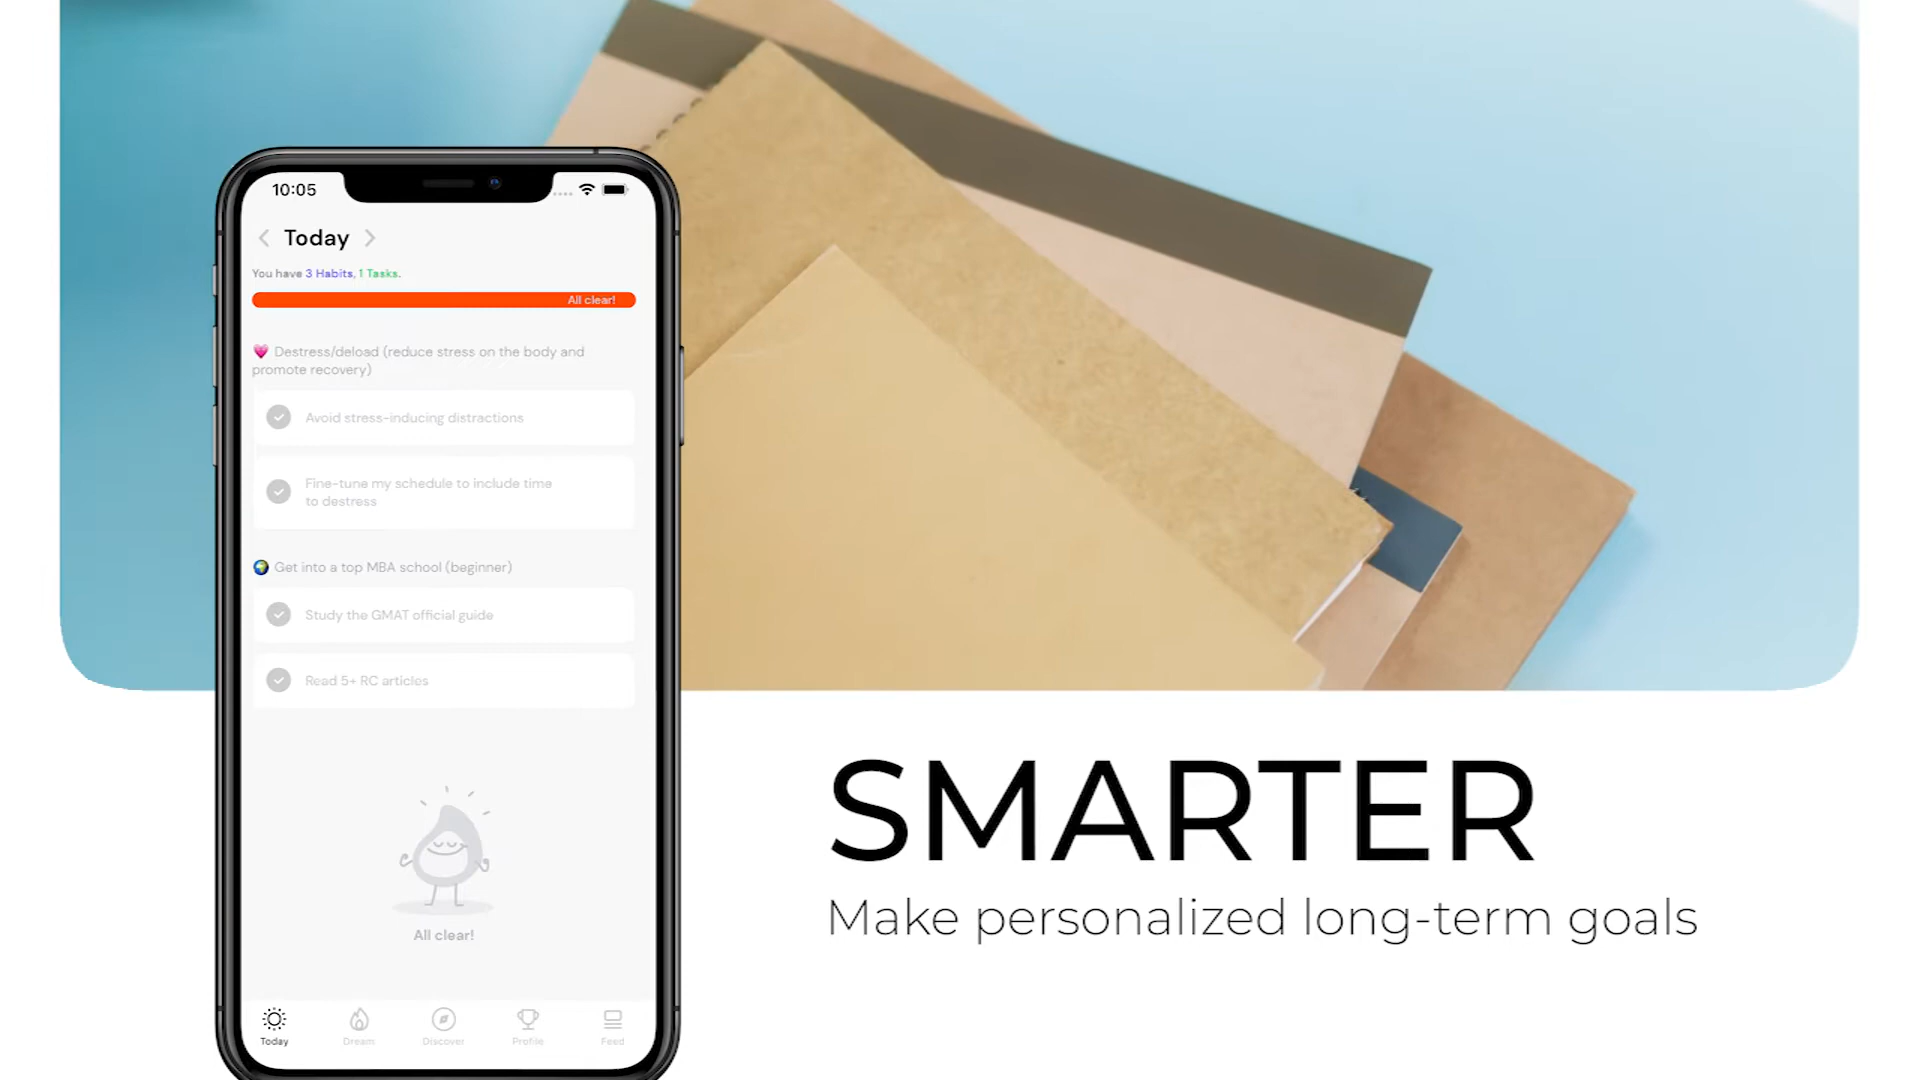 10:05
Today
You have 3 Habits, 1 Tasks.
All clear!
Destress/deload (reduce stress on the body and
promote recovery)
Avoid stress-inducing distractions
Fine-tune my schedule to include time
to destress
Get into a top MBA school (beginner)
Study the GMAT official guide
Read 5+ RC articles
All clear!
Today
Dream
Discover
Profile
Feed
SMARTER
Make personalized long-term goals